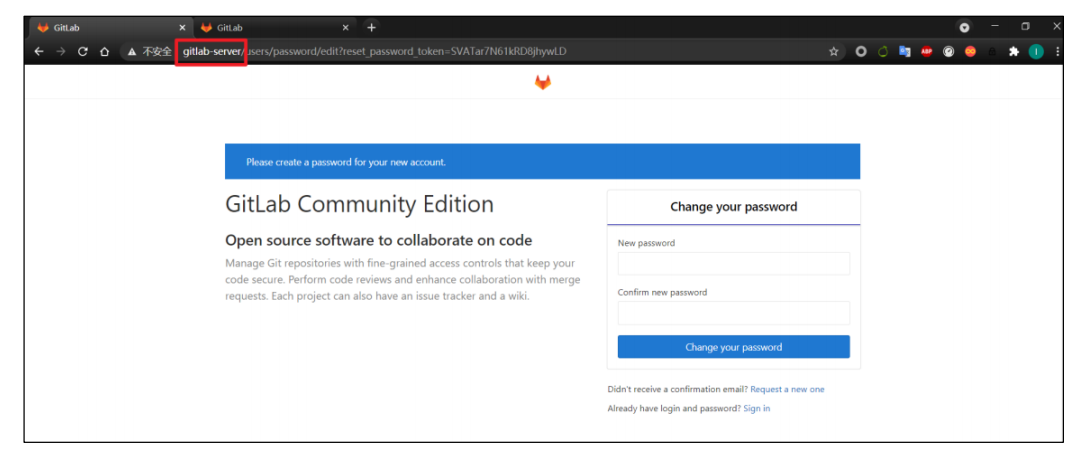 GitLab
GitLab
不安全 gitlab-server/users/password/edit?reset_password_token=SVATar7N61kRD8jhywLD
ABP
I
Please create a password for your new account.
GitLab Community Edition
Open source software to collaborate on code
Manage Git repositories with fine-grained access controls that keep your
code secure. Perform code reviews and enhance collaboration with merge
requests. Each project can also have an issue tracker and a wiki.
Change your password
New password
Confirm new password
Change your password
Didn't receive a confirmation email? Request a new one
Already have login and password? Sign in